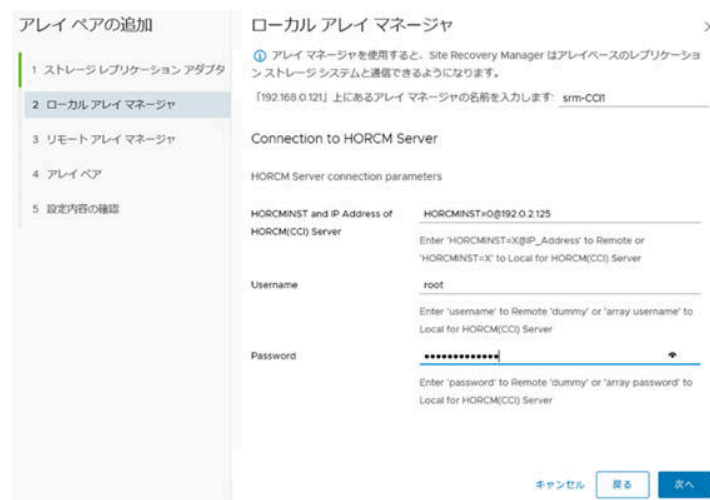 アレイ ペアの追加
1 ストレージ レプリケーション アダプタ
2 ローカル アレイ マネージャ
3 リモート アレイ マネージャ
4 アレイ ペア
5 設定内容の確認
ローカル アレイ マネージャ
アレイ マネージャを使用すると、Site Recovery Manager はアレイベースのレプリケーショ
ン ストレージ システムと通信できるようになります。
「192.168.0.121」上にあるアレイ マネージャの名前を入力します: srm-CCI1
Connection to HORCM Server
HORCM Server connection parameters
HORCMINST and IP Address of
HORCM(CCI) Server
HORCMINST=0@192.0.2.125
Enter 'HORCMINST=X@IP_Address' to Remote or
'HORCMINST=X' to Local for HORCM(CCI) Server
Username
root
Enter 'username' to Remote 'dummy' or 'array username' to
Local for HORCM(CCI) Server
Password
•••••••••••••
Enter 'password' to Remote 'dummy' or 'array password' to
Local for HORCM(CCI) Server
キャンセル 戻る 次へ